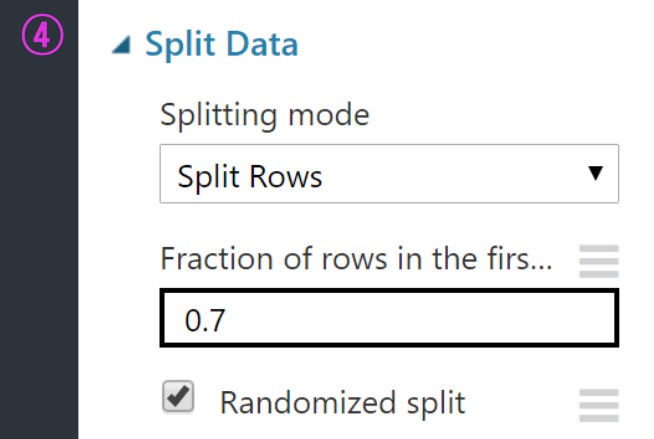 ④
Split Data
Splitting mode
Split Rows
Fraction of rows in the firs...
0.7
Randomized split